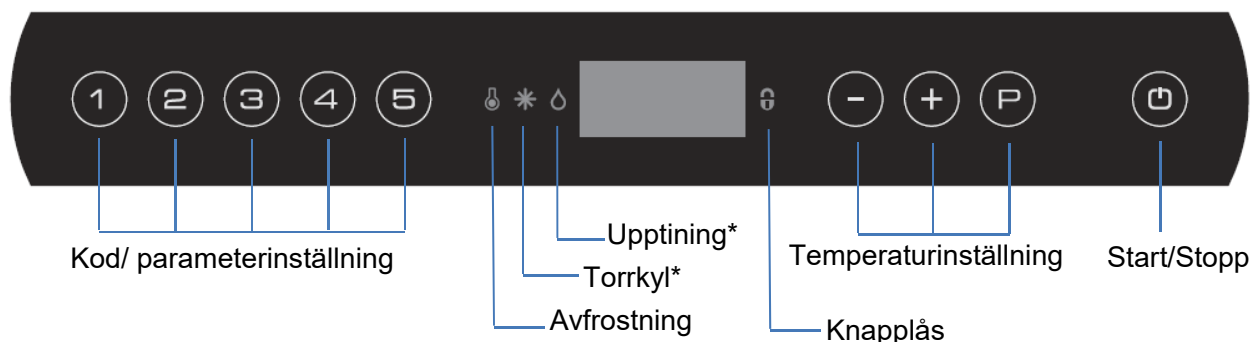 1 2 3 4 5 - + P
Upptining*
Kod/ parameterinställning
Temperaturinställning
Start/Stopp
Torrkyl*
Avfrostning
Knapplås